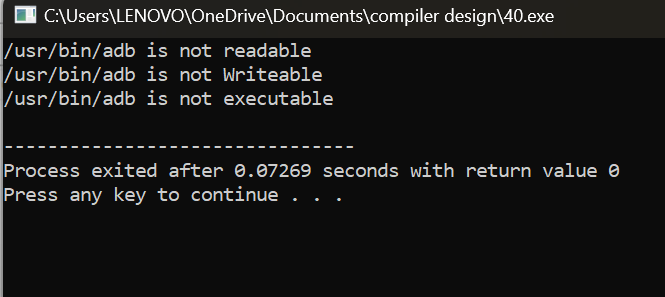 C:\Users\LENOVO\OneDrive\Documents\compiler design\40.exe
/usr/bin/adb is not readable
/usr/bin/adb is not Writeable
/usr/bin/adb is not executable
--------------------------------
Process exited after 0.07269 seconds with return value 0
Press any key to continue . . .